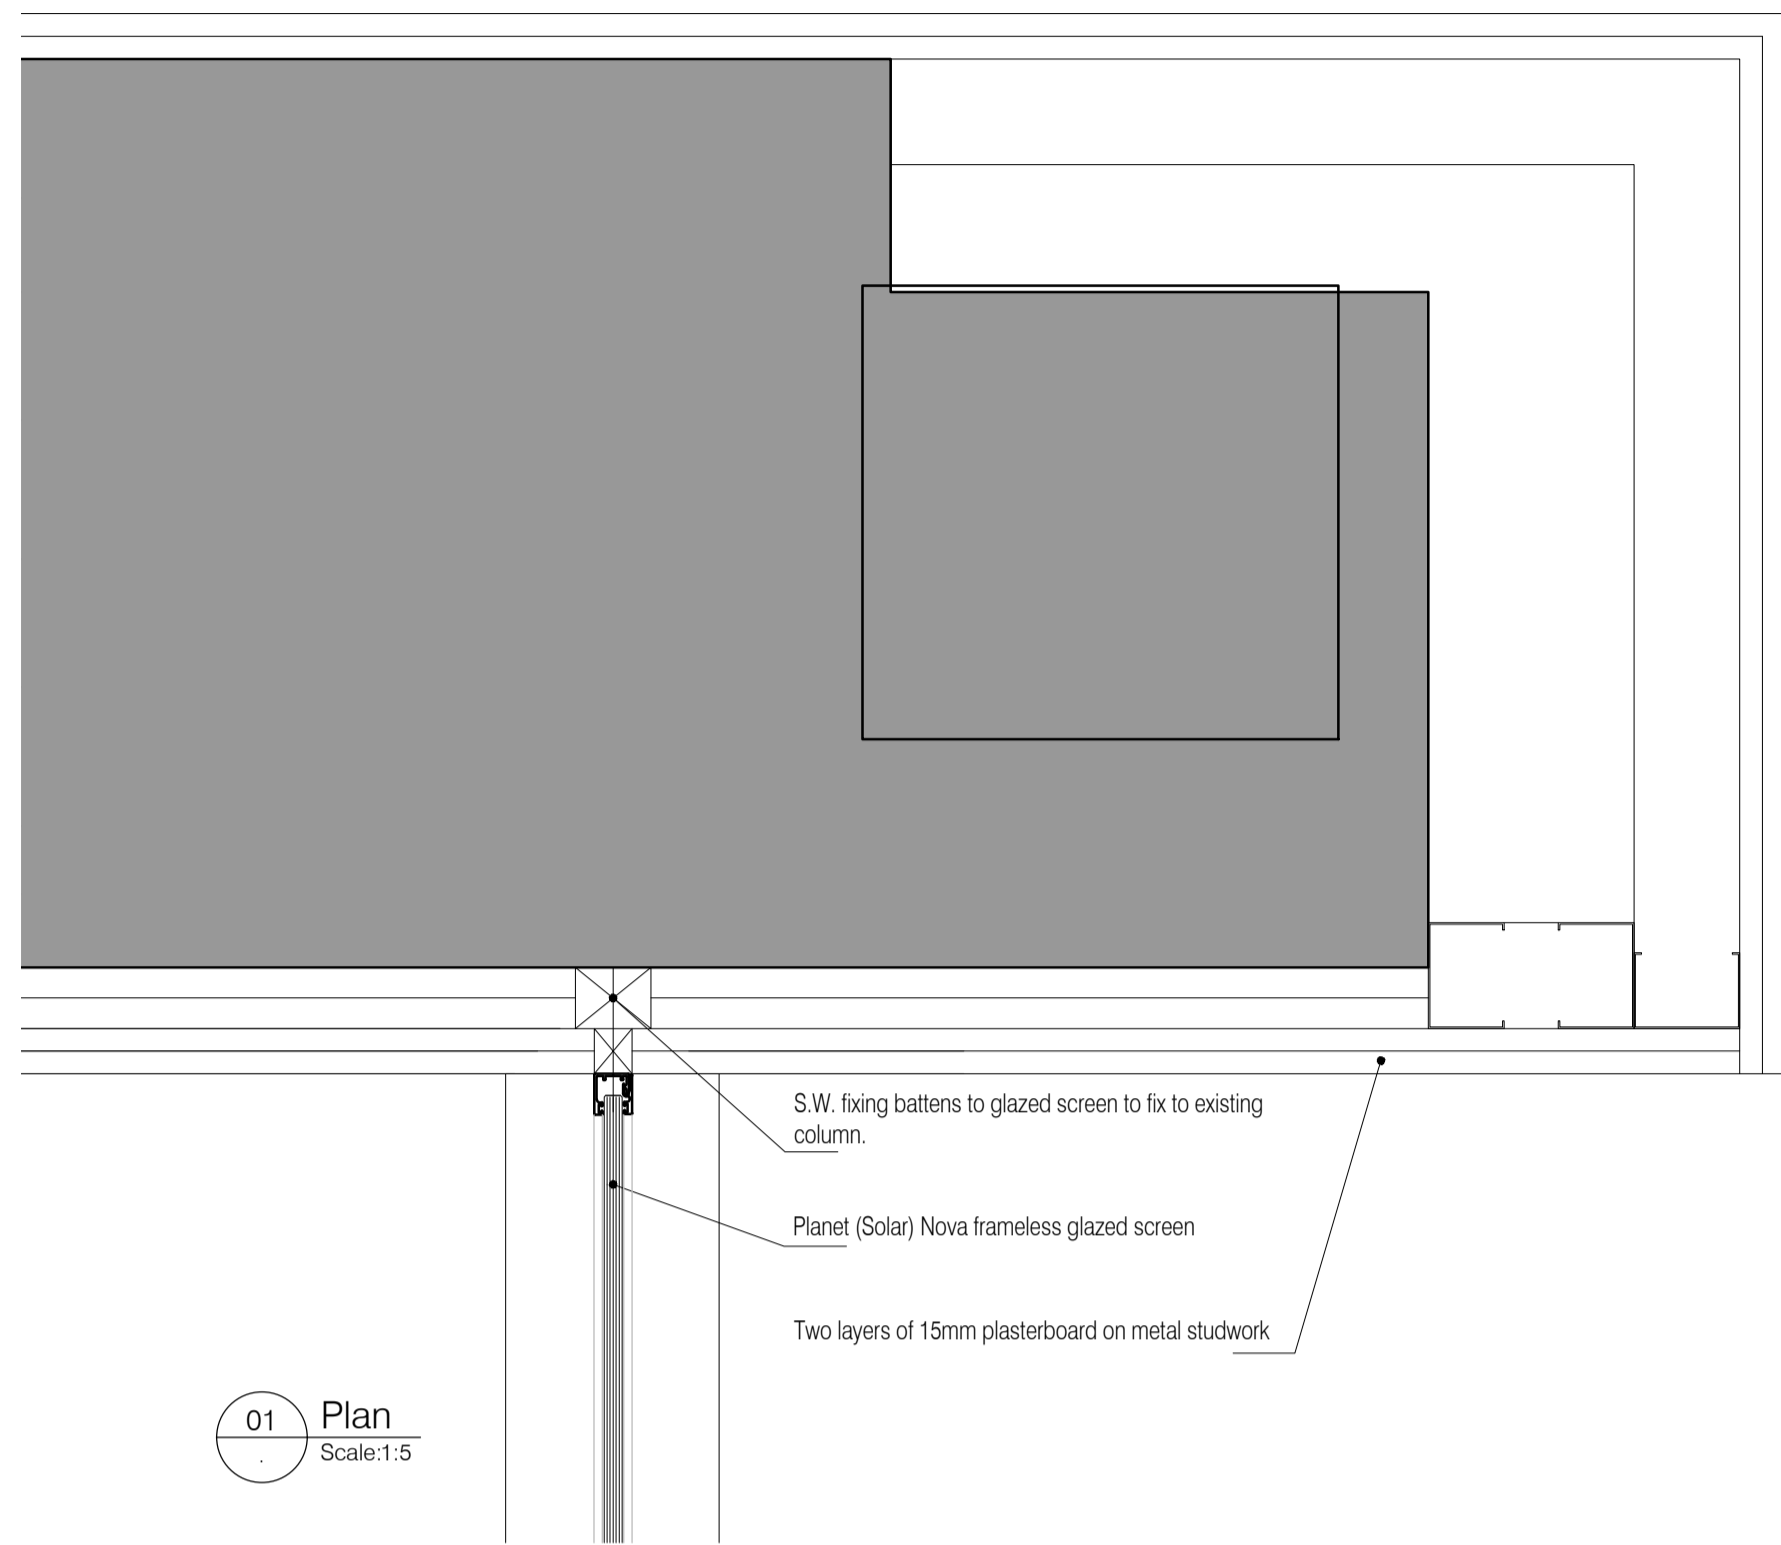 S.W. fixing battens to glazed screen to fix to existing
column.
Planet (Solar) Nova frameless glazed screen
Two layers of 15mm plasterboard on metal studwork
01
Plan
.
Scale:1:5